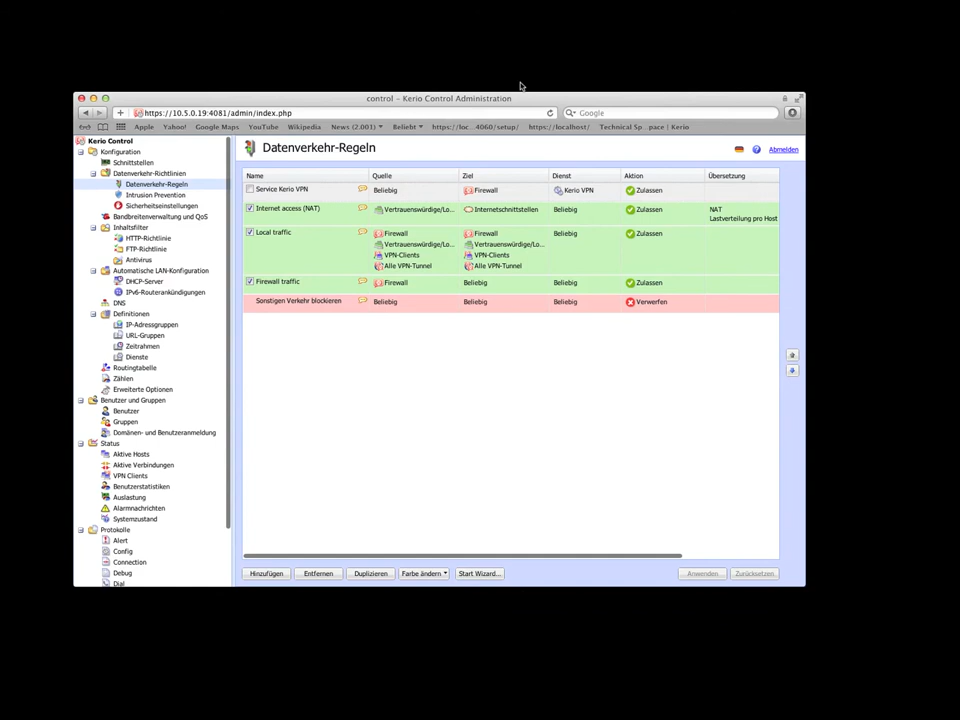 control – Kerio Control Administration
https://10.5.0.19:4081/admin/index.php
Google
Apple Yahoo! Google Maps YouTube Wikipedia News (2.001) Beliebt https://loc...4060/setup/ https://localhost/ Technical Sp...pace | Kerio
Kerio Control
Konfiguration
Schnittstellen
Datenverkehr-Richtlinien
Datenverkehr-Regeln
Intrusion Prevention
Sicherheitseinstellungen
Bandbreitenverwaltung und QoS
Inhaltsfilter
HTTP-Richtlinie
FTP-Richtlinie
Antivirus
Automatische LAN-Konfiguration
DHCP-Server
IPv6-Routerankündigungen
DNS
Definitionen
IP-Adressgruppen
URL-Gruppen
Zeitrahmen
Dienste
Routingtabelle
Zählen
Erweiterte Optionen
Benutzer und Gruppen
Benutzer
Gruppen
Domänen- und Benutzeranmeldung
Status
Aktive Hosts
Aktive Verbindungen
VPN Clients
Benutzerstatistiken
Auslastung
Alarmnachrichten
Systemzustand
Protokolle
Alert
Config
Connection
Debug
Dial
Datenverkehr-Regeln
Abmelden
Name Quelle Ziel Dienst Aktion Übersetzung
Service Kerio VPN Beliebig Firewall Kerio VPN Zulassen
Internet access (NAT) Vertrauenswürdige/Lo... Internetschnittstellen Beliebig Zulassen NAT
Lastverteilung pro Host
Local traffic Firewall Firewall Beliebig Zulassen
Vertrauenswürdige/Lo... Vertrauenswürdige/Lo...
VPN-Clients VPN-Clients
Alle VPN-Tunnel Alle VPN-Tunnel
Firewall traffic Firewall Beliebig Beliebig Zulassen
Sonstigen Verkehr blockieren Beliebig Beliebig Beliebig Verwerfen
Hinzufügen Entfernen Duplizieren Farbe ändern Start Wizard... Anwenden Zurücksetzen